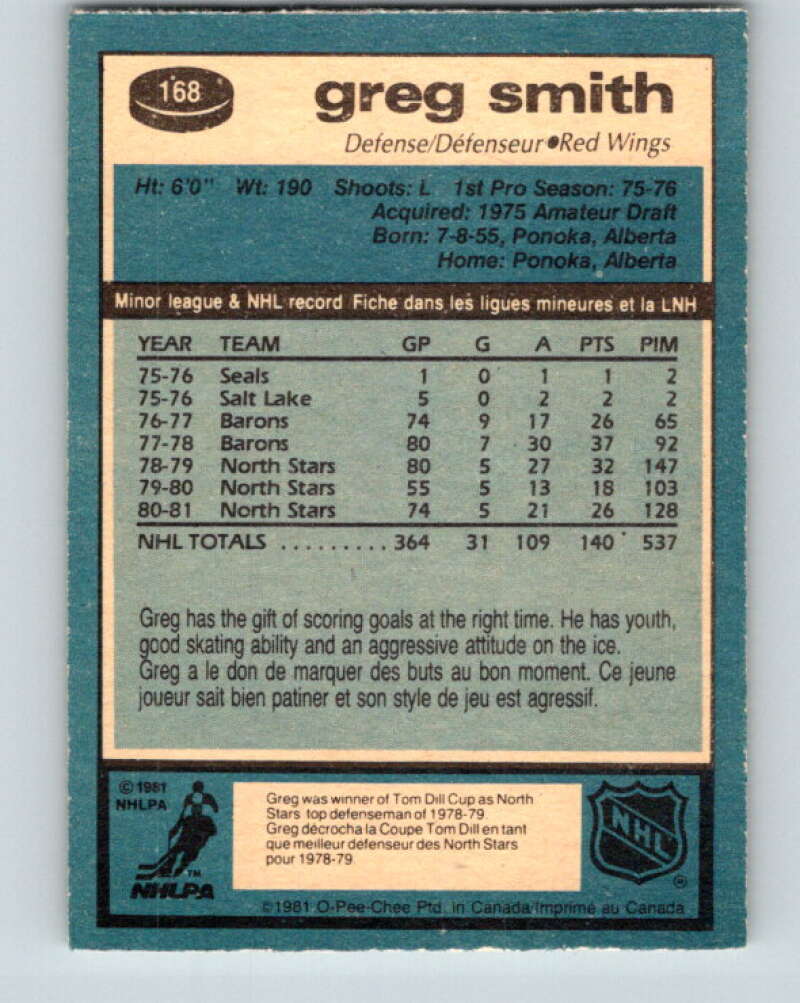 168
greg smith
Defense/Défenseur●Red Wings
Ht: 6'0" Wt: 190 Shoots: L 1st Pro Season: 75-76
Acquired: 1975 Amateur Draft
Born: 7-8-55, Ponoka, Alberta
Home: Ponoka, Alberta
Minor league & NHL record Fiche dans les ligues mineures et la LNH
YEAR TEAM GP G A PTS PIM
75-76 Seals 1 0 1 1 2
75-76 Salt Lake 5 0 2 2 2
76-77 Barons 74 9 17 26 65
77-78 Barons 80 7 30 37 92
78-79 North Stars 80 5 27 32 147
79-80 North Stars 55 5 13 18 103
80-81 North Stars 74 5 21 26 128
NHL TOTALS ......... 364 31 109 140 537
Greg has the gift of scoring goals at the right time. He has youth,
good skating ability and an aggressive attitude on the ice.
Greg a le don de marquer des buts au bon moment. Ce jeune
joueur sait bien patiner et son style de jeu est agressif.
© 1981
NHLPA
TM
NHLPA
Greg was winner of Tom Dill Cup as North
Stars top defenseman of 1978-79.
Greg décrocha la Coupe Tom Dill en tant
que meilleur défenseur des North Stars
pour 1978-79.
NHL
®
©1981 O-Pee-Chee Ptd. in Canada/Imprimé au Canada